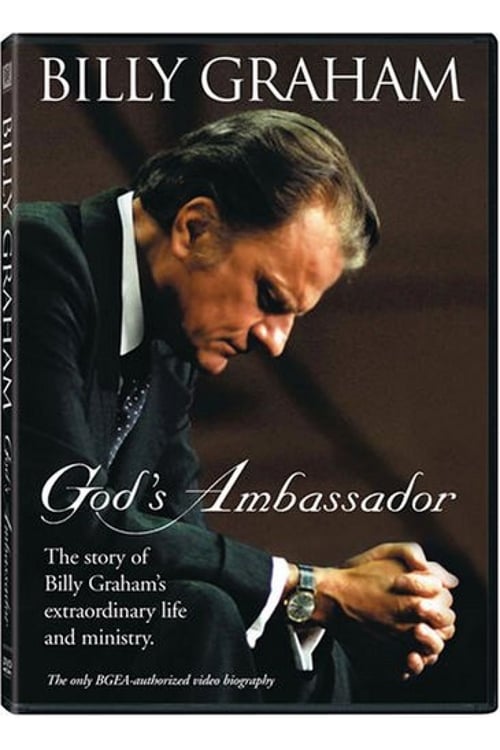 BILLY GRAHAM
God's Ambassador
The story of
Billy Graham's
extraordinary life
and ministry.
The only BGEA-authorized video biography
BILLY GRAHAM God's Ambassador
DVD